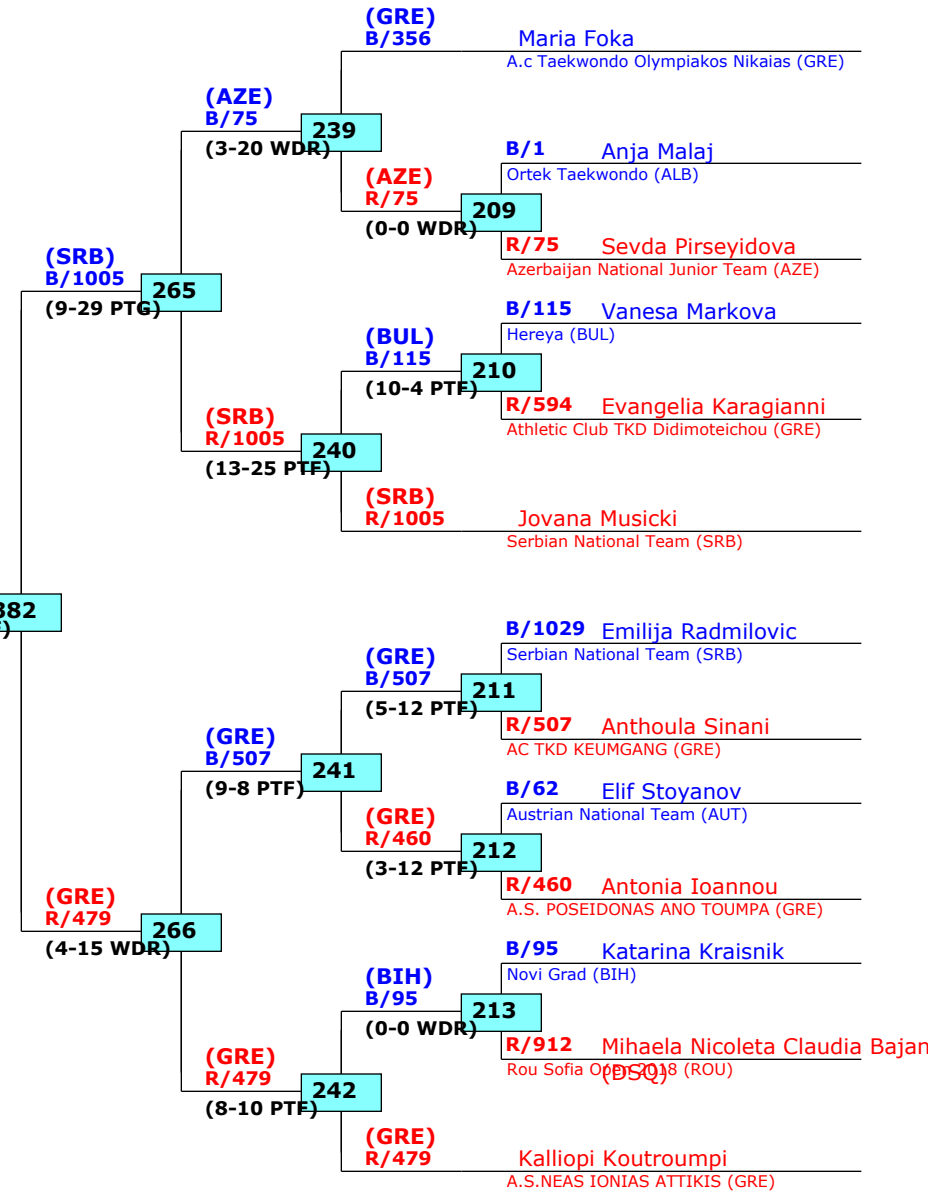 (GRE)
B/356
Maria Foka
A.c Taekwondo Olympiakos Nikaias (GRE)
(AZE)
B/75
239
(3-20 WDR)
B/1 Anja Malaj
Ortek Taekwondo (ALB)
(AZE)
R/75
209
(0-0 WDR)
R/75 Sevda Pirseyidova
Azerbaijan National Junior Team (AZE)
(SRB)
B/1005
265
(9-29 PTG)
B/115 Vanesa Markova
Hereya (BUL)
(BUL)
B/115
210
(10-4 PTF)
R/594 Evangelia Karagianni
Athletic Club TKD Didimoteichou (GRE)
(SRB)
R/1005
240
(13-25 PTF)
(SRB)
R/1005
Jovana Musicki
Serbian National Team (SRB)
382
B/1029 Emilija Radmilovic
Serbian National Team (SRB)
(GRE)
B/507
211
(5-12 PTF)
R/507 Anthoula Sinani
AC TKD KEUMGANG (GRE)
(GRE)
B/507
241
(9-8 PTF)
B/62 Elif Stoyanov
Austrian National Team (AUT)
(GRE)
R/460
212
(3-12 PTF)
R/460 Antonia Ioannou
A.S. POSEIDONAS ANO TOUMPA (GRE)
(GRE)
R/479
266
(4-15 WDR)
B/95 Katarina Kraisnik
Novi Grad (BIH)
(BIH)
B/95
213
(0-0 WDR)
R/912 Mihaela Nicoleta Claudia Bajan
(DSQ)
Rou Sofia Open 2018 (ROU)
(GRE)
R/479
242
(8-10 PTF)
(GRE)
R/479
Kalliopi Koutroumpi
A.S.NEAS IONIAS ATTIKIS (GRE)